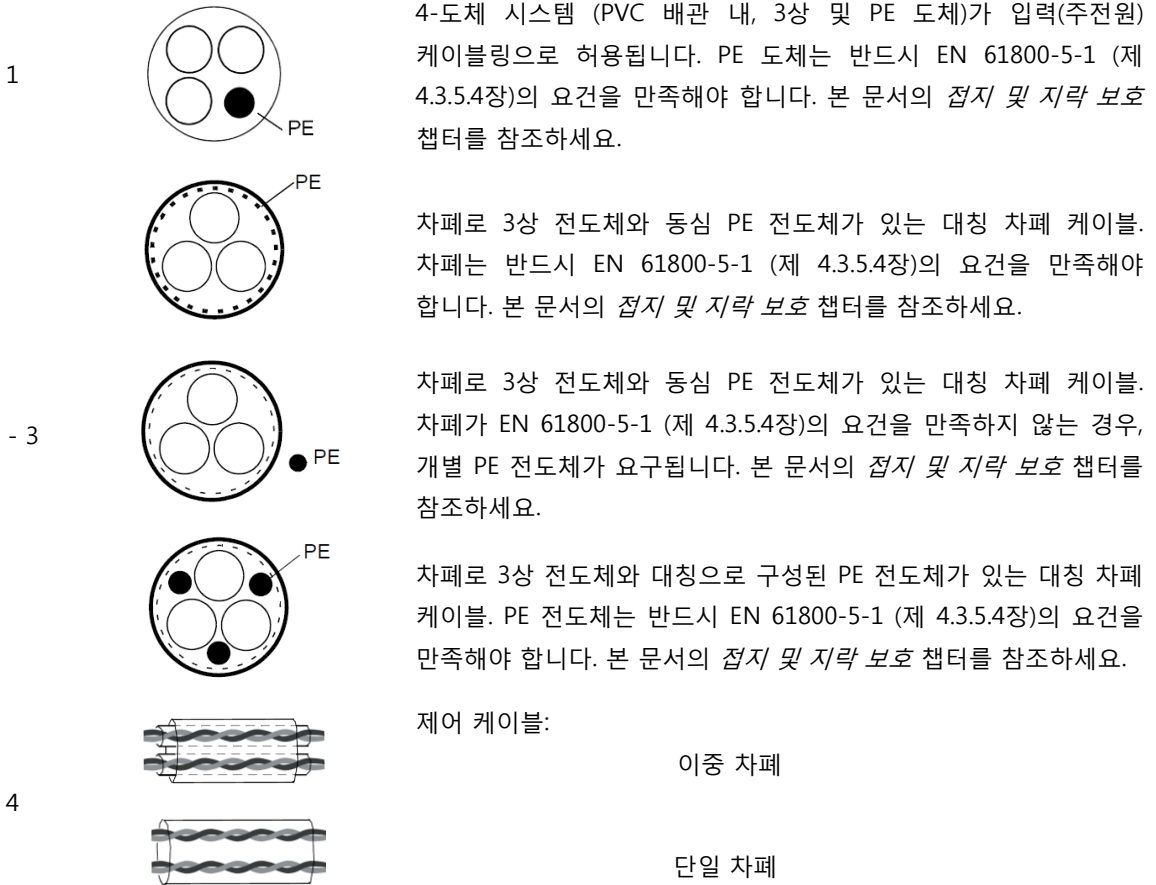 1
PE
4-도체 시스템 (PVC 배관 내, 3상 및 PE 도체)가 입력(주전원)
케이블링으로 허용됩니다. PE 도체는 반드시 EN 61800-5-1 (제
4.3.5.4장)의 요건을 만족해야 합니다. 본 문서의 접지 및 지락 보호
챕터를 참조하세요.
PE
차폐로 3상 전도체와 동심 PE 전도체가 있는 대칭 차폐 케이블.
차폐는 반드시 EN 61800-5-1 (제 4.3.5.4장)의 요건을 만족해야
합니다. 본 문서의 접지 및 지락 보호 챕터를 참조하세요.
- 3
PE
차폐로 3상 전도체와 동심 PE 전도체가 있는 대칭 차폐 케이블.
차폐가 EN 61800-5-1 (제 4.3.5.4장)의 요건을 만족하지 않는 경우,
개별 PE 전도체가 요구됩니다. 본 문서의 접지 및 지락 보호 챕터를
참조하세요.
PE
차폐로 3상 전도체와 대칭으로 구성된 PE 전도체가 있는 대칭 차폐
케이블. PE 전도체는 반드시 EN 61800-5-1 (제 4.3.5.4장)의 요건을
만족해야 합니다. 본 문서의 접지 및 지락 보호 챕터를 참조하세요.
4
제어 케이블:
이중 차폐
단일 차폐